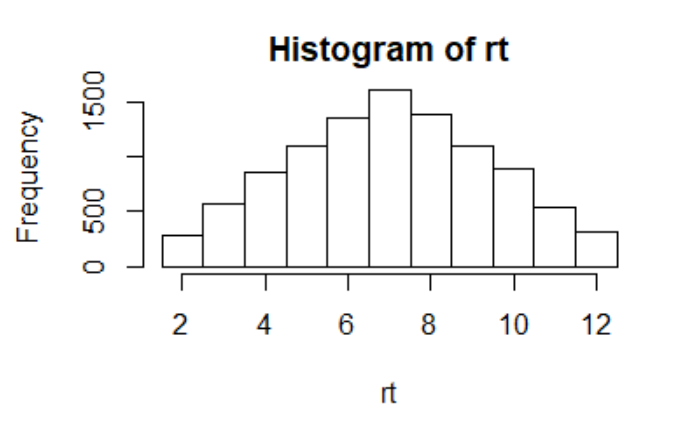 Histogram of rt
Frequency
1500
500
0
2 4 6 8 10 12
rt